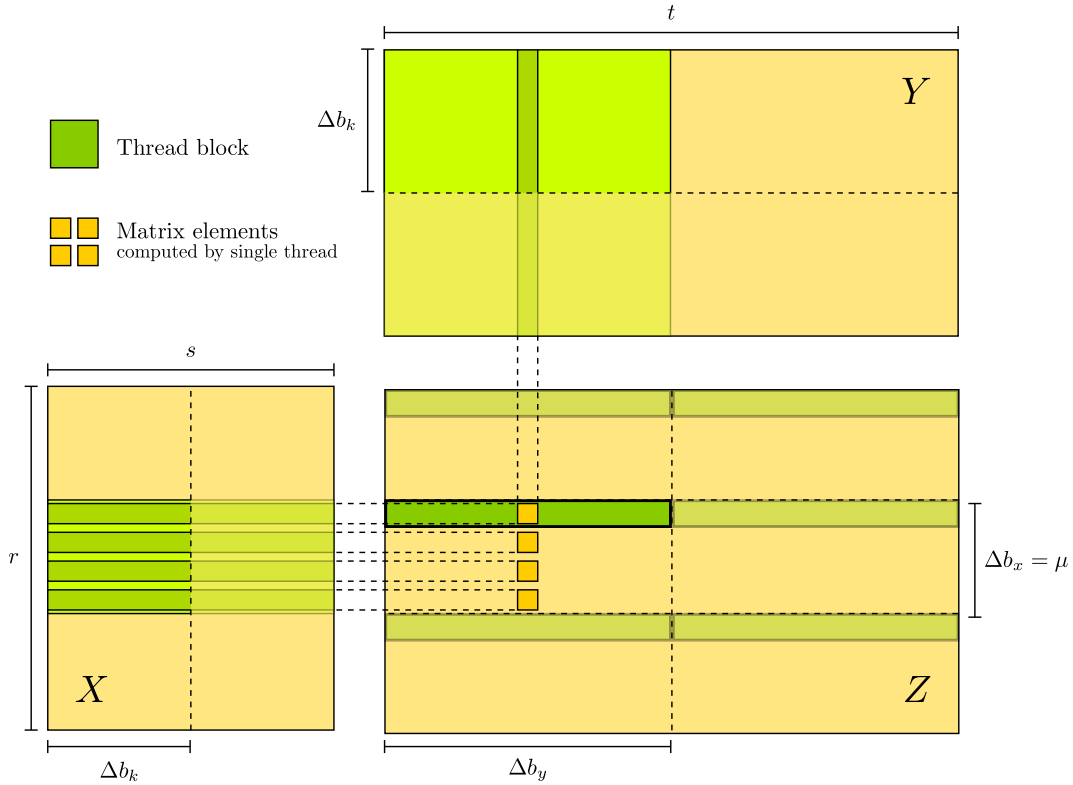 t
Y
Δb_k
Thread block
Matrix elements
computed by single thread
s
r
Δb_x = μ
X
Z
Δb_k
Δb_y